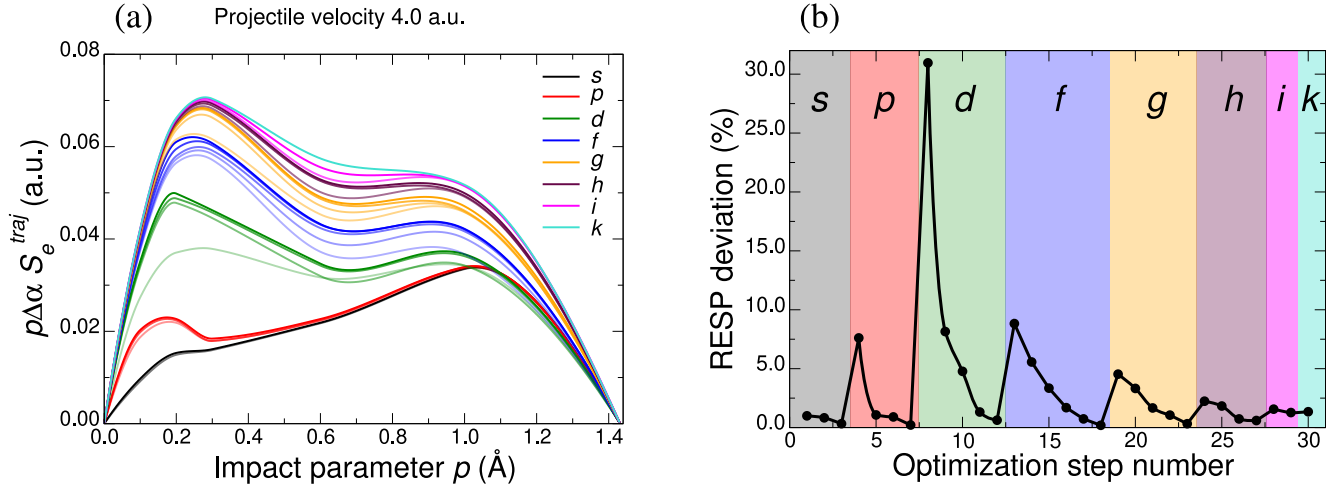 (a)
Projectile velocity 4.0 a.u.
0.08
0.06
0.04
0.02
0.00
pΔα S_e^traj (a.u.)
s
p
d
f
g
h
i
k
0.0 0.2 0.4 0.6 0.8 1.0 1.2 1.4
Impact parameter p (Å)
(b)
30.0
25.0
20.0
15.0
10.0
5.0
0.0
RESP deviation (%)
s p d f g h i k
0 5 10 15 20 25 30
Optimization step number